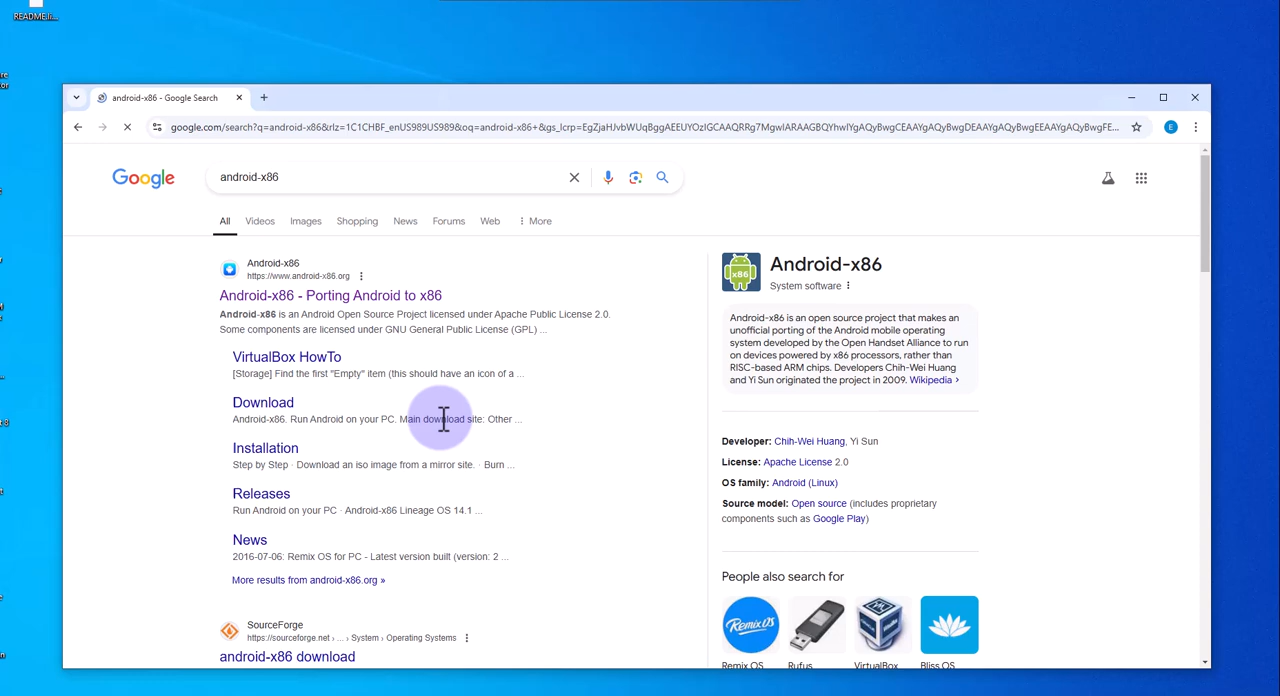 README.li...
android-x86 - Google Search
google.com/search?q=android-x86&rlz=1C1CHBF_enUS989US989&oq=android-x86+&gs_lcrp=EgZjaHJvbWUqBggAEEUYOzIGCAAQRRg7MgwIARAAGBQYhwIYgAQyBwgCEAAYgAQyBwgDEAAYgAQyBwgEEAAYgAQyBwgFE...
E
Google
android-x86
All Videos Images Shopping News Forums Web More
Android-x86
https://www.android-x86.org
Android-x86 - Porting Android to x86
Android-x86 is an Android Open Source Project licensed under Apache Public License 2.0.
Some components are licensed under GNU General Public License (GPL) ...
VirtualBox HowTo
[Storage] Find the first "Empty" item (this should have an icon of a ...
Download
Android-x86. Run Android on your PC. Main download site: Other ...
Installation
Step by Step · Download an iso image from a mirror site. · Burn ...
Releases
Run Android on your PC · Android-x86 Lineage OS 14.1 ...
News
2016-07-06: Remix OS for PC - Latest version built (version: 2 ...
More results from android-x86.org »
SourceForge
https://sourceforge.net › ... › System › Operating Systems
android-x86 download
x86
Android-x86
System software
Android-x86 is an open source project that makes an
unofficial porting of the Android mobile operating
system developed by the Open Handset Alliance to run
on devices powered by x86 processors, rather than
RISC-based ARM chips. Developers Chih-Wei Huang
and Yi Sun originated the project in 2009. Wikipedia ›
Developer: Chih-Wei Huang, Yi Sun
License: Apache License 2.0
OS family: Android (Linux)
Source model: Open source (includes proprietary
components such as Google Play)
People also search for
Remix OS
Remix OS Rufus VirtualBox Bliss OS